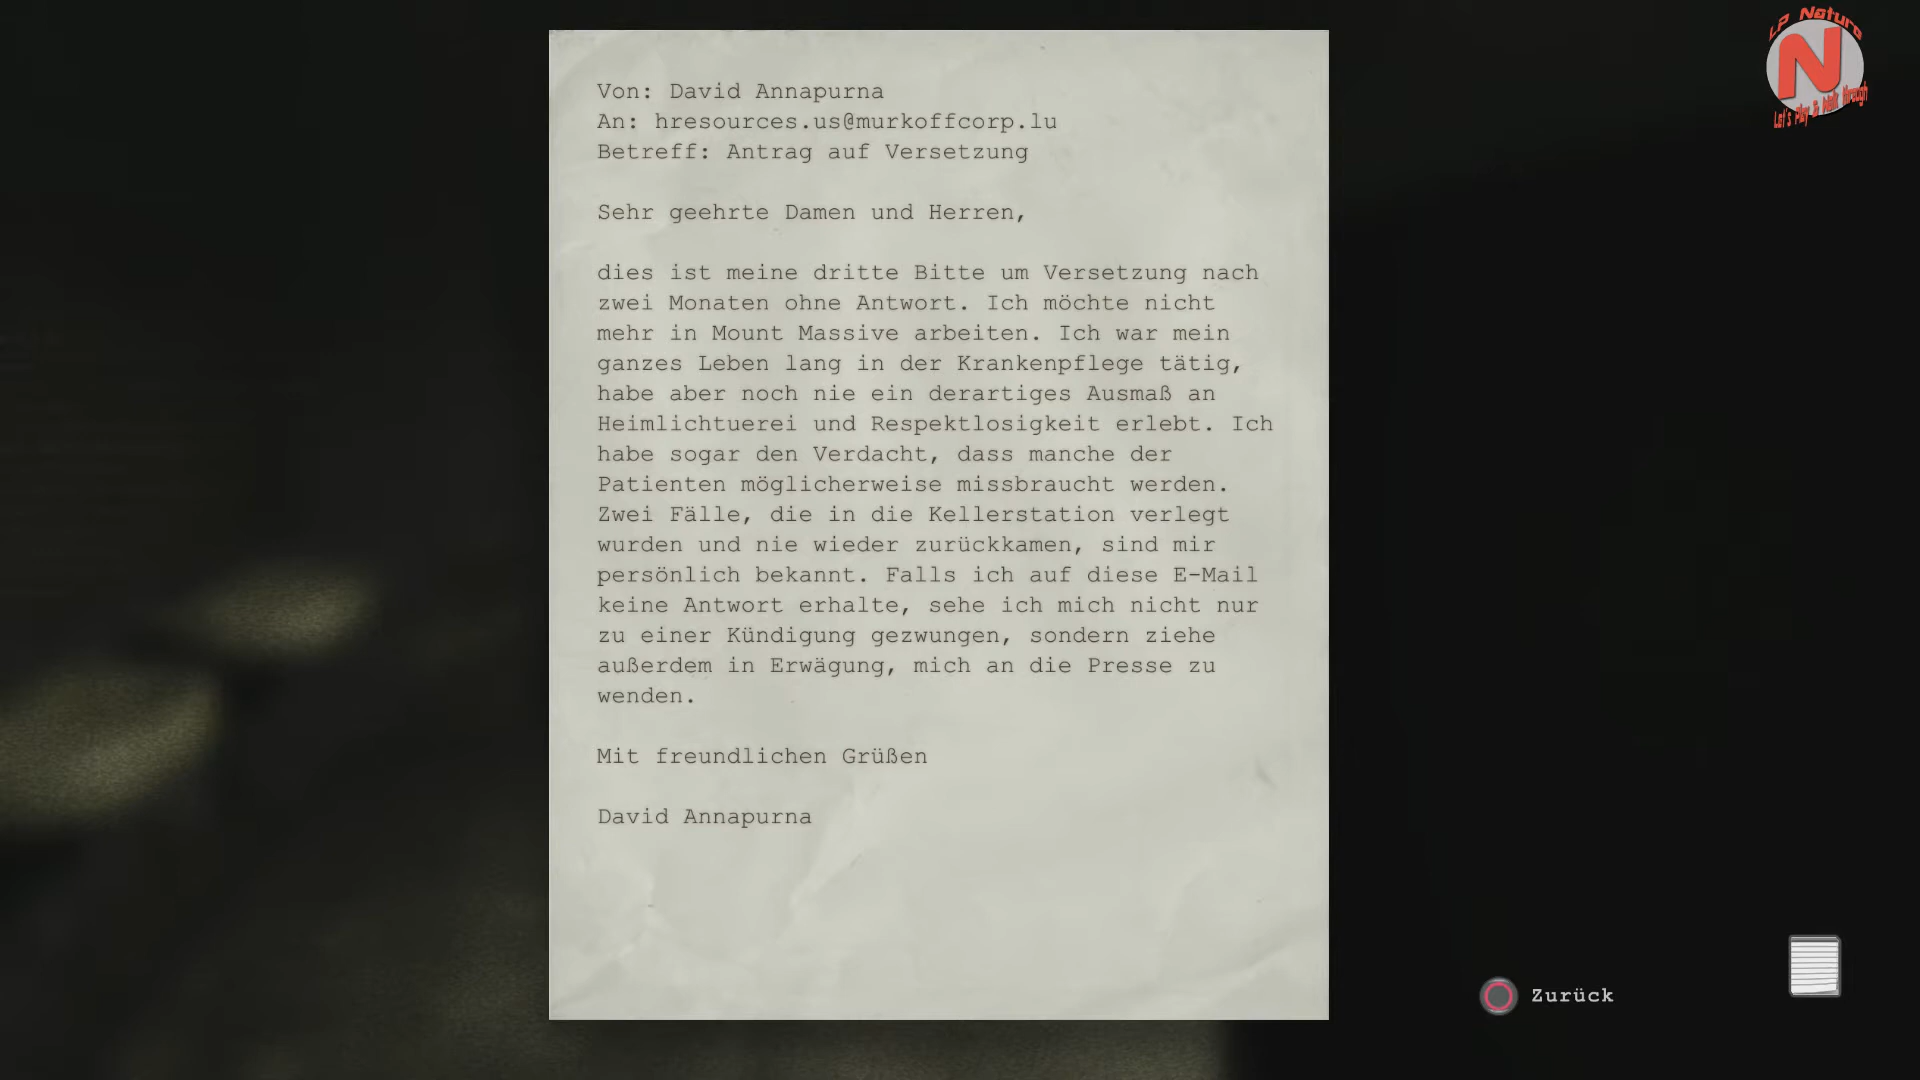 LP Naturo
N
Let's Play & Walk through
Von: David Annapurna
An: hresources.us@murkoffcorp.lu
Betreff: Antrag auf Versetzung
Sehr geehrte Damen und Herren,
dies ist meine dritte Bitte um Versetzung nach
zwei Monaten ohne Antwort. Ich möchte nicht
mehr in Mount Massive arbeiten. Ich war mein
ganzes Leben lang in der Krankenpflege tätig,
habe aber noch nie ein derartiges Ausmaß an
Heimlichtuerei und Respektlosigkeit erlebt. Ich
habe sogar den Verdacht, dass manche der
Patienten möglicherweise missbraucht werden.
Zwei Fälle, die in die Kellerstation verlegt
wurden und nie wieder zurückkamen, sind mir
persönlich bekannt. Falls ich auf diese E-Mail
keine Antwort erhalte, sehe ich mich nicht nur
zu einer Kündigung gezwungen, sondern ziehe
außerdem in Erwägung, mich an die Presse zu
wenden.
Mit freundlichen Grüßen
David Annapurna
Zurück